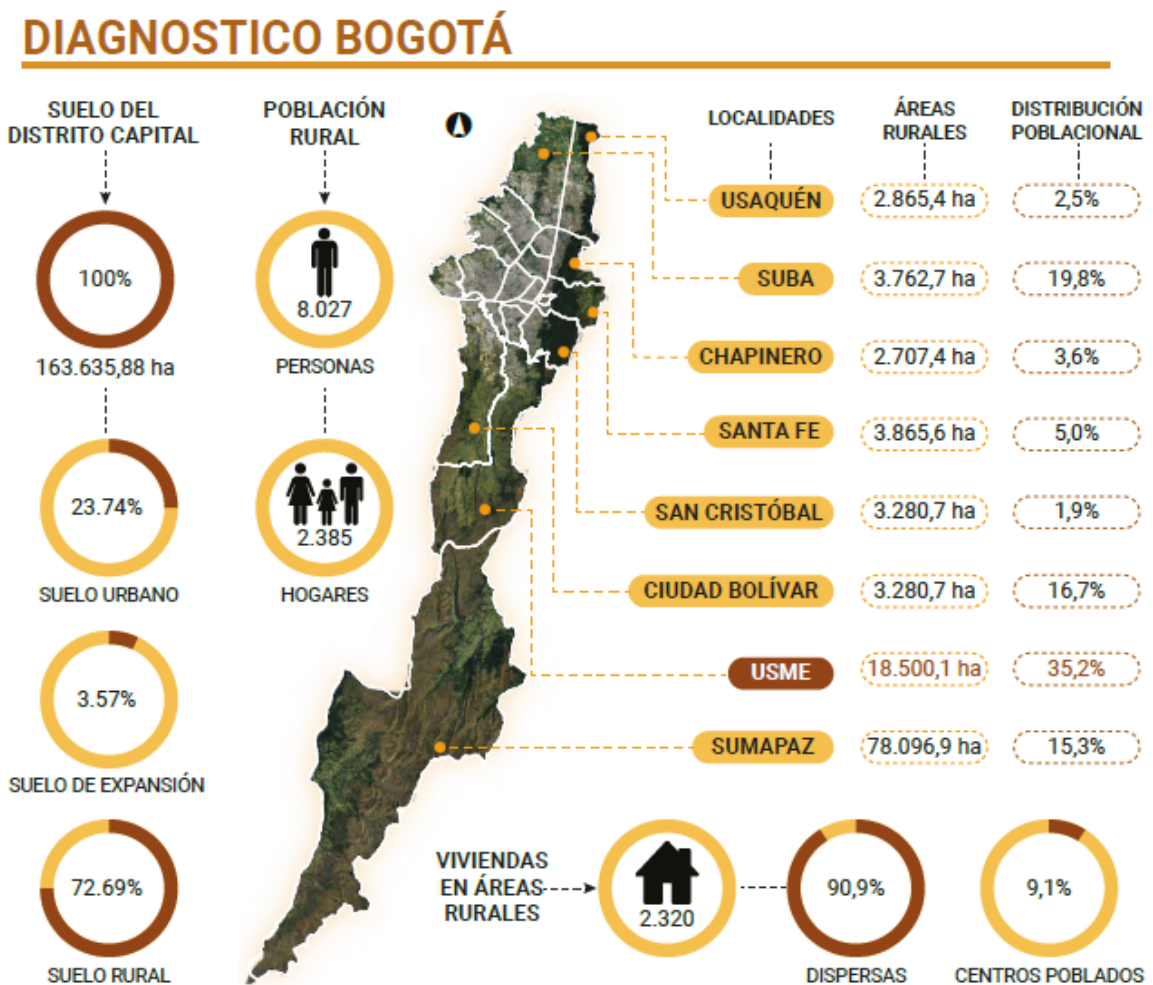 DIAGNOSTICO BOGOTÁ
SUELO DEL
DISTRITO CAPITAL
100%
163.635,88 ha
23.74%
SUELO URBANO
3.57%
SUELO DE EXPANSIÓN
72.69%
SUELO RURAL
POBLACIÓN
RURAL
8.027
PERSONAS
2.385
HOGARES
LOCALIDADES
ÁREAS
RURALES
DISTRIBUCIÓN
POBLACIONAL
USAQUÉN 2.865,4 ha 2,5%
SUBA 3.762,7 ha 19,8%
CHAPINERO 2.707,4 ha 3,6%
SANTA FE 3.865,6 ha 5,0%
SAN CRISTÓBAL 3.280,7 ha 1,9%
CIUDAD BOLÍVAR 3.280,7 ha 16,7%
USME 18.500,1 ha 35,2%
SUMAPAZ 78.096,9 ha 15,3%
VIVIENDAS
EN ÁREAS
RURALES
2.320
90,9%
DISPERSAS
9,1%
CENTROS POBLADOS